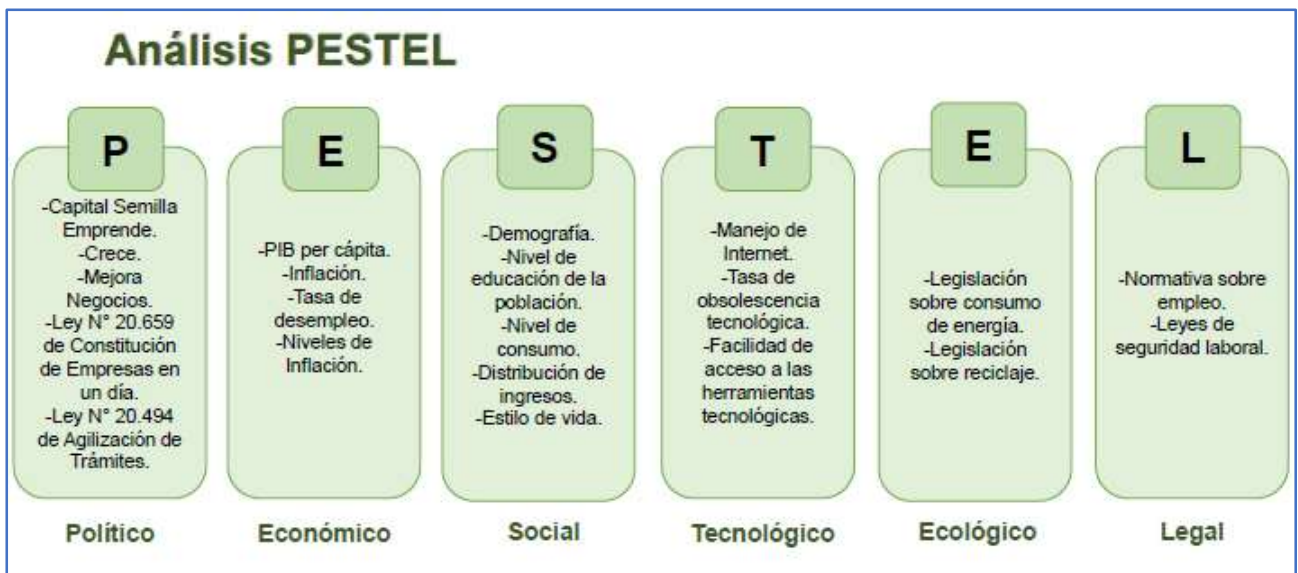 Análisis PESTEL
P
-Capital Semilla
Emprende.
-Crece.
-Mejora
Negocios.
-Ley N° 20.659
de Constitución
de Empresas en
un día.
-Ley N° 20.494
de Agilización de
Trámites.
Político
E
-PIB per cápita.
-Inflación.
-Tasa de
desempleo.
-Niveles de
Inflación.
Económico
S
-Demografía.
-Nivel de
educación de la
población.
-Nivel de
consumo.
-Distribución de
ingresos.
-Estilo de vida.
Social
T
-Manejo de
Internet.
-Tasa de
obsolescencia
tecnológica.
-Facilidad de
acceso a las
herramientas
tecnológicas.
Tecnológico
E
-Legislación
sobre consumo
de energía.
-Legislación
sobre reciclaje.
Ecológico
L
-Normativa sobre
empleo.
-Leyes de
seguridad laboral.
Legal